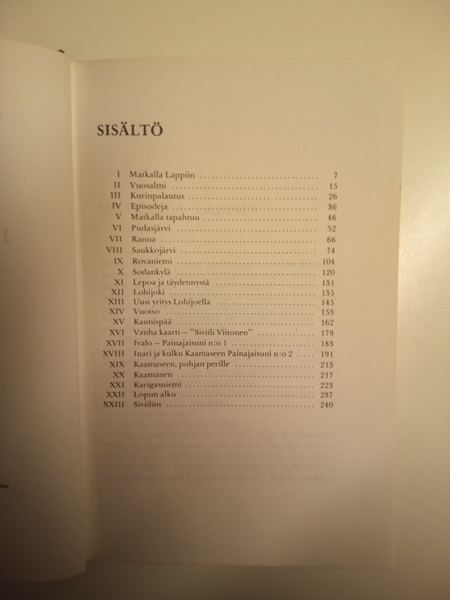 SISÄLTÖ
I Matkalla Lappiin 7
II Vuosalmi 15
III Kurinpalautus 26
IV Episodeja 36
V Matkalla tapahtuu 46
VI Pudasjärvi 52
VII Ranua 66
VIII Saukkojärvi 74
IX Rovaniemi 104
X Sodankylä 120
XI Lepoa ja täydennystä 131
XII Lohijoki 135
XIII Uusi yritys Lohijoella 145
XIV Vuotso 154
XV Kaunispää 162
XVI Vanha kaarti – "Siviili Viitonen" 179
XVII Ivalo – Painajaisuni n:o 1 183
XVIII Inari ja kulku Kaamaseen Painajaisuni n:o 2 191
XIX Kaamaseen, pohjan perille 213
XX Kaamanen 217
XXI Karigasniemi 223
XXII Lopun alku 237
XXIII Siviiliin 240